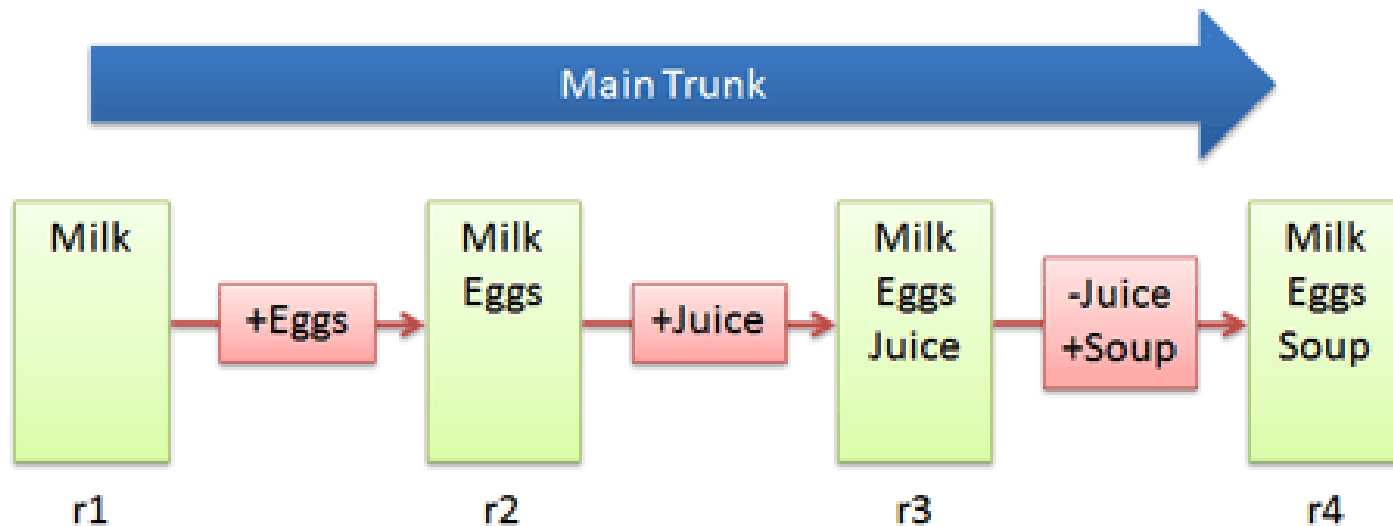 Main Trunk
Milk
+Eggs
Milk
Eggs
+Juice
Milk
Eggs
Juice
-Juice
+Soup
Milk
Eggs
Soup
r1
r2
r3
r4